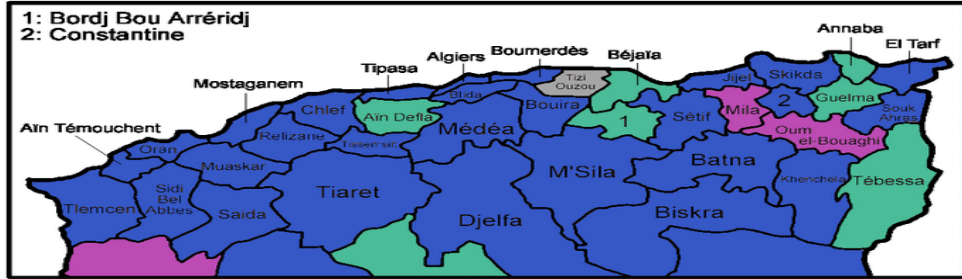 1: Bordj Bou Arréridj
2: Constantine
Annaba
El Tarf
Boumerdès
Béjaïa
Algiers
Tipasa
Mostaganem
Aïn Témouchent
Tizi
Ouzou
Jijel
Skikda
Blida
Chlef
Bouira
Mila
2
Guelma
Aïn Defla
Souk
Ahras
Médéa
1
Sétif
Relizane
Oum
el-Bouaghi
Oran
Tissemsilt
Muaskar
M'Sila
Batna
Khenchela
Tébessa
Tiaret
Sidi
Bel
Abbes
Tlemcen
Saida
Djelfa
Biskra